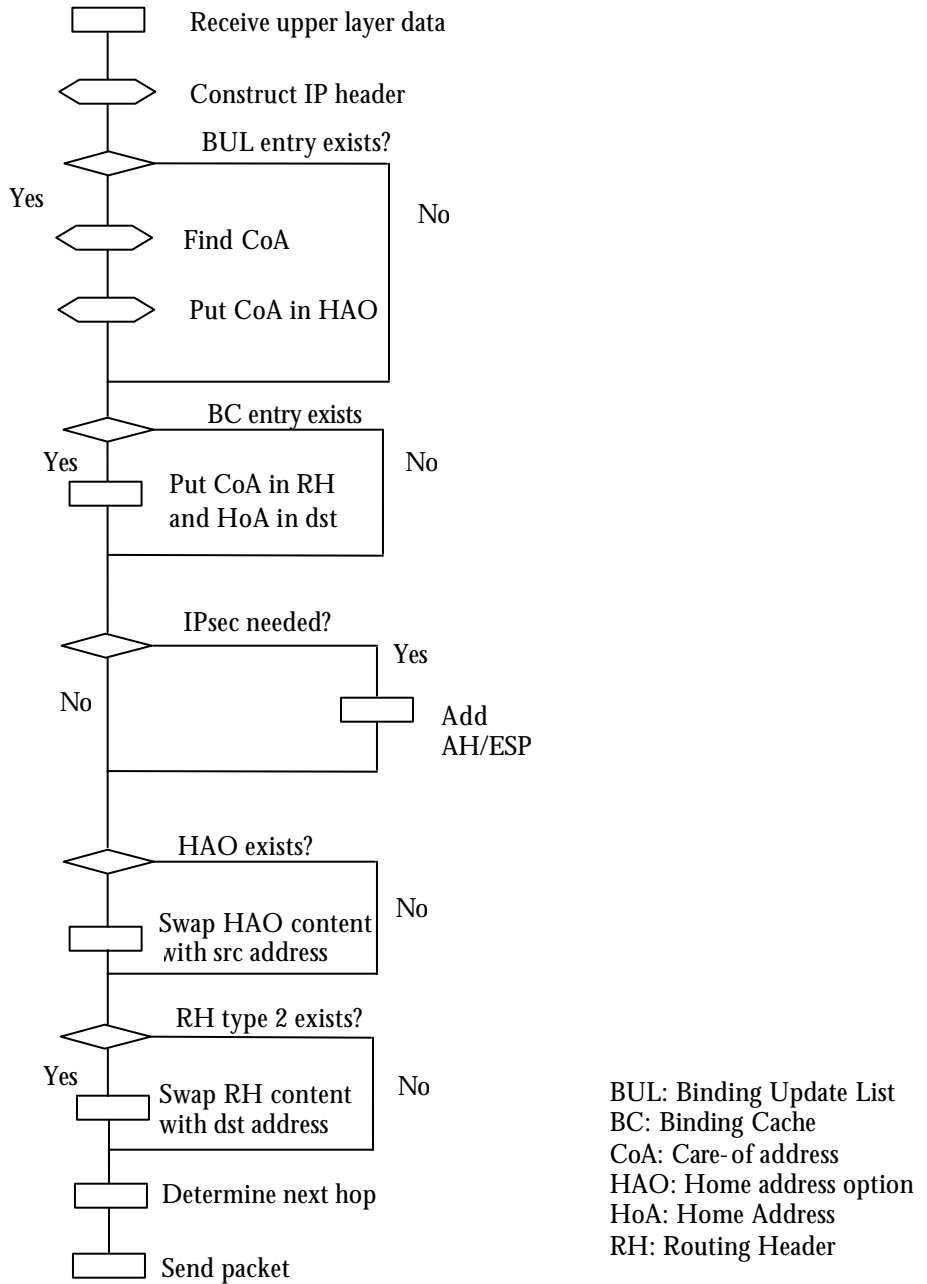 Receive upper layer data
Construct IP header
BUL entry exists?
Yes
No
Find CoA
Put CoA in HAO
BC entry exists
Yes
No
Put CoA in RH
and HoA in dst
IPsec needed?
Yes
No
Add
AH/ESP
HAO exists?
No
Swap HAO content
with src address
RH type 2 exists?
Yes
No
Swap RH content
with dst address
Determine next hop
Send packet
BUL: Binding Update List
BC: Binding Cache
CoA: Care-of address
HAO: Home address option
HoA: Home Address
RH: Routing Header